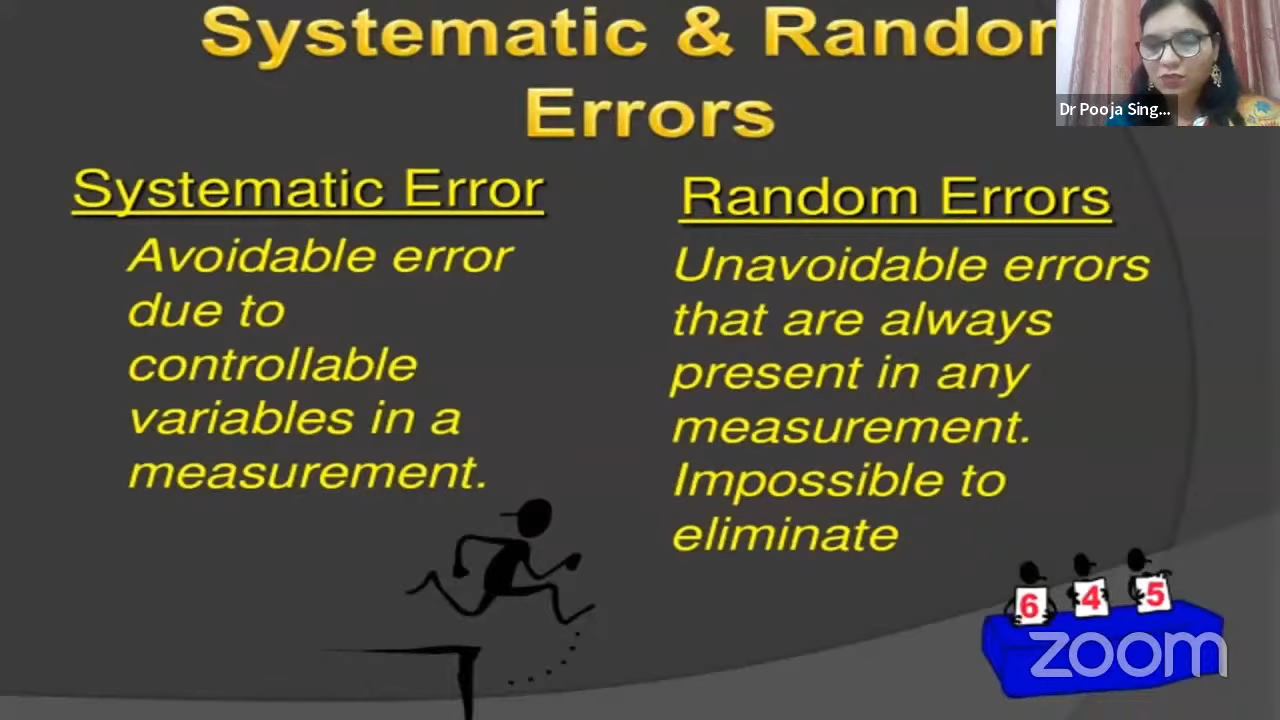 Systematic & Random
Errors
Dr Pooja Sing...
Systematic Error
Avoidable error
due to
controllable
variables in a
measurement.
Random Errors
Unavoidable errors
that are always
present in any
measurement.
Impossible to
eliminate
6 4 5
zoom